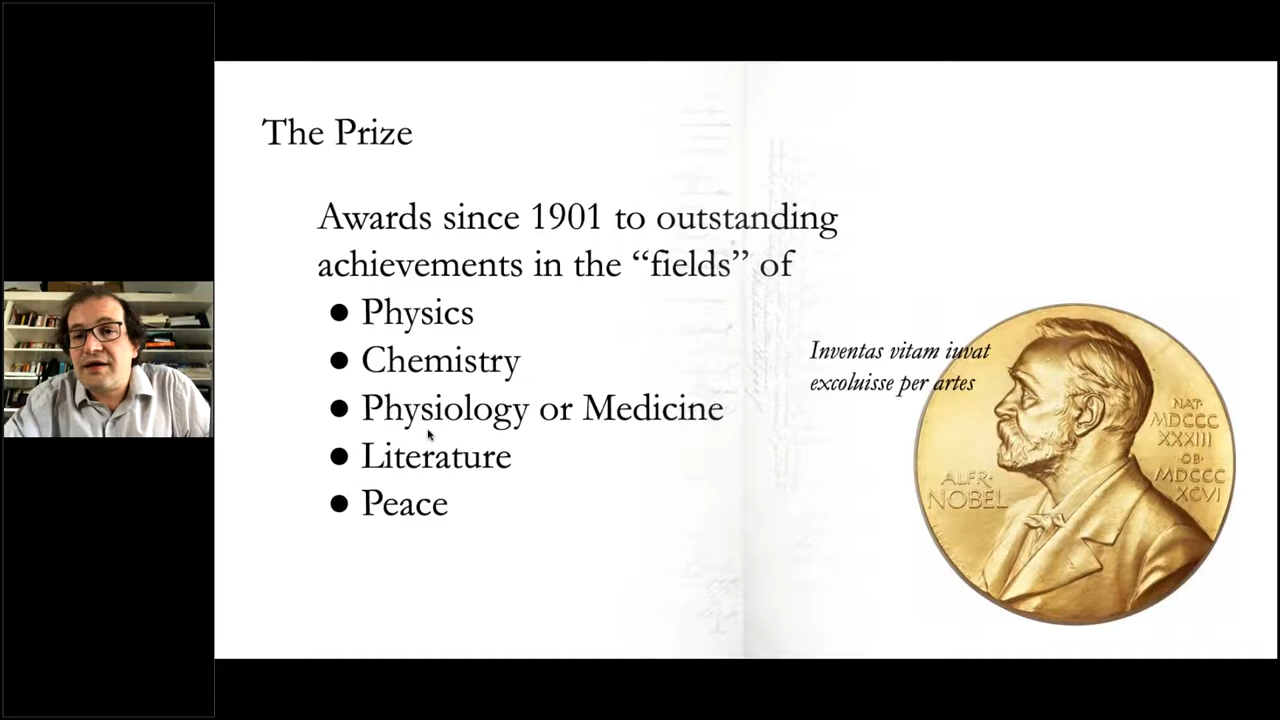 The Prize
Awards since 1901 to outstanding
achievements in the “fields” of
● Physics
● Chemistry
● Physiology or Medicine
● Literature
● Peace
Inventas vitam iuvat
excoluisse per artes
ALFR·
NOBEL
NAT·
MDCCC
XXXIII
·OB·
MDCCC
XCVI